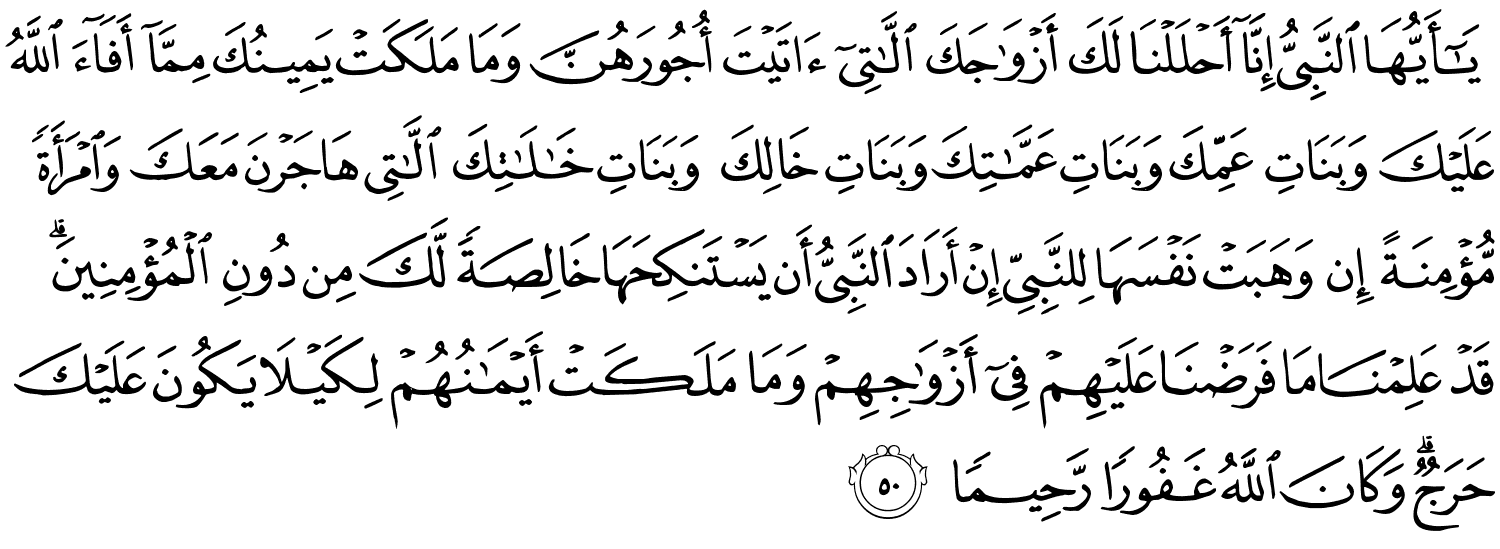 يَٰٓأَيُّهَا ٱلنَّبِىُّ إِنَّآ أَحۡلَلۡنَا لَكَ أَزۡوَٰجَكَ ٱلَّٰتِىٓ ءَاتَيۡتَ أُجُورَهُنَّ وَمَا مَلَكَتۡ يَمِينُكَ مِمَّآ أَفَآءَ ٱللَّهُ
عَلَيۡكَ وَبَنَاتِ عَمِّكَ وَبَنَاتِ عَمَّٰتِكَ وَبَنَاتِ خَالِكَ وَبَنَاتِ خَٰلَٰتِكَ ٱلَّٰتِى هَاجَرۡنَ مَعَكَ وَٱمۡرَأَةٗ
مُّؤۡمِنَةً إِن وَهَبَتۡ نَفۡسَهَا لِلنَّبِىِّ إِنۡ أَرَادَ ٱلنَّبِىُّ أَن يَسۡتَنكِحَهَا خَالِصَةٗ لَّكَ مِن دُونِ ٱلۡمُؤۡمِنِينَۗ
قَدۡ عَلِمۡنَا مَا فَرَضۡنَا عَلَيۡهِمۡ فِىٓ أَزۡوَٰجِهِمۡ وَمَا مَلَكَتۡ أَيۡمَٰنُهُمۡ لِكَيۡلَا يَكُونَ عَلَيۡكَ
حَرَجٞۗ وَكَانَ ٱللَّهُ غَفُورٗا رَّحِيمٗا ٥٠